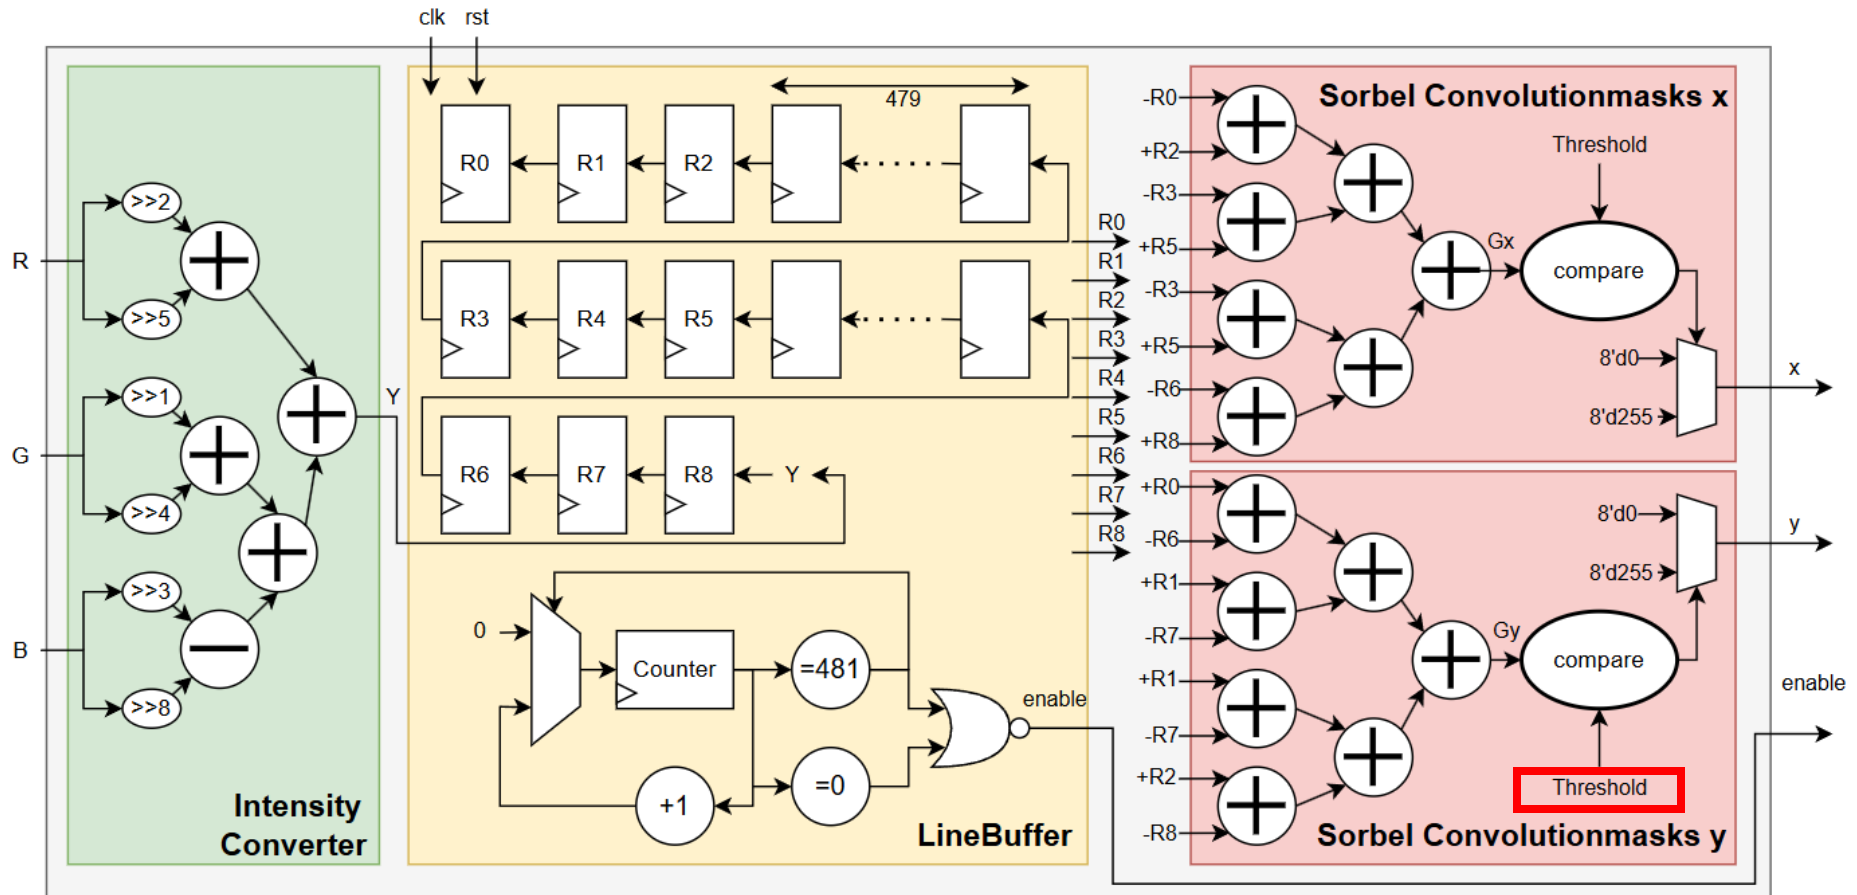 clk rst
R
G
B
>>2
>>5
>>1
>>4
>>3
>>8
Y
Intensity
Converter
479
R0 R1 R2
R3 R4 R5
R6 R7 R8 Y
0
Counter
=481
=0
+1
enable
LineBuffer
R0
R1
R2
R3
R4
R5
R6
R7
R8
Sorbel Convolutionmasks x
-R0
+R2
-R3
+R5
-R3
+R5
-R6
+R8
Gx
Threshold
compare
8'd0
8'd255
x
+R0
-R6
+R1
-R7
+R1
-R7
+R2
-R8
Gy
8'd0
8'd255
compare
Threshold
Sorbel Convolutionmasks y
y
enable